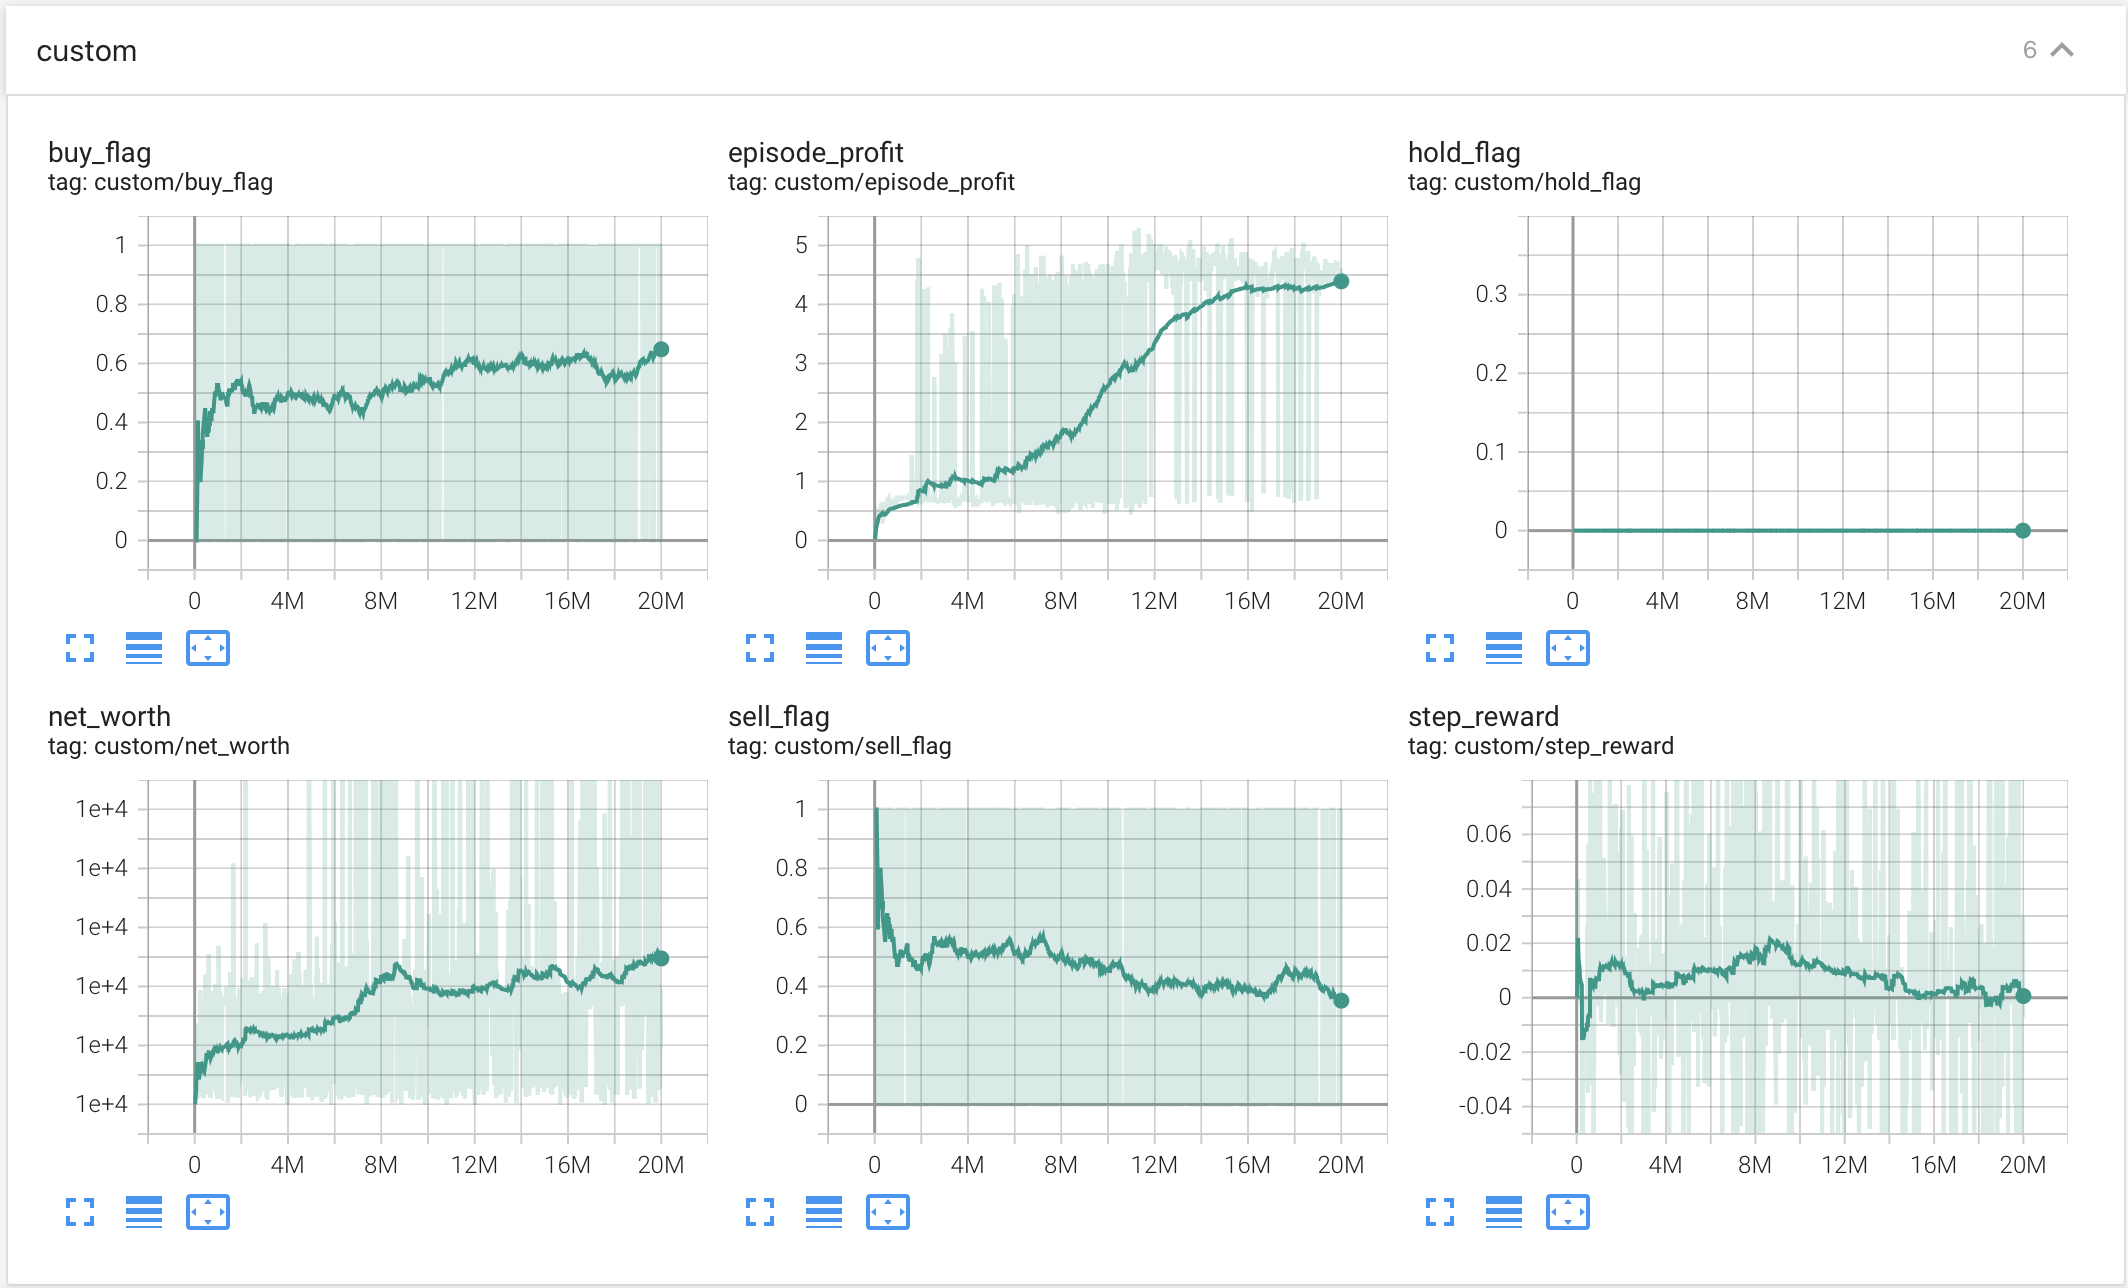 custom
6
buy_flag
tag: custom/buy_flag
1
0.8
0.6
0.4
0.2
0
0 4M 8M 12M 16M 20M
episode_profit
tag: custom/episode_profit
5
4
3
2
1
0
0 4M 8M 12M 16M 20M
hold_flag
tag: custom/hold_flag
0.3
0.2
0.1
0
0 4M 8M 12M 16M 20M
net_worth
tag: custom/net_worth
1e+4
1e+4
1e+4
1e+4
1e+4
1e+4
0 4M 8M 12M 16M 20M
sell_flag
tag: custom/sell_flag
1
0.8
0.6
0.4
0.2
0
0 4M 8M 12M 16M 20M
step_reward
tag: custom/step_reward
0.06
0.04
0.02
0
-0.02
-0.04
0 4M 8M 12M 16M 20M